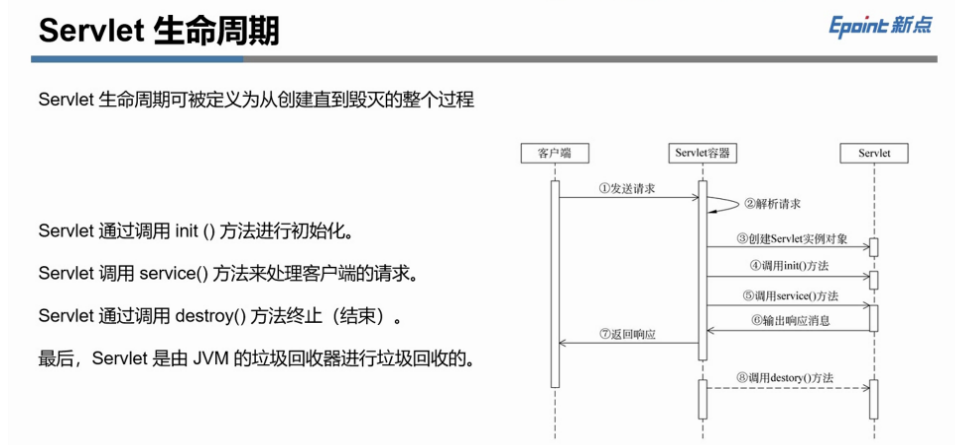 Servlet 生命周期
Epoint 新点
Servlet 生命周期可被定义为从创建直到毁灭的整个过程
Servlet 通过调用 init () 方法进行初始化。
Servlet 调用 service() 方法来处理客户端的请求。
Servlet 通过调用 destroy() 方法终止（结束）。
最后，Servlet 是由 JVM 的垃圾回收器进行垃圾回收的。
客户端
Servlet容器
Servlet
①发送请求
②解析请求
③创建Servlet实例对象
④调用init()方法
⑤调用service()方法
⑥输出响应消息
⑦返回响应
⑧调用destory()方法